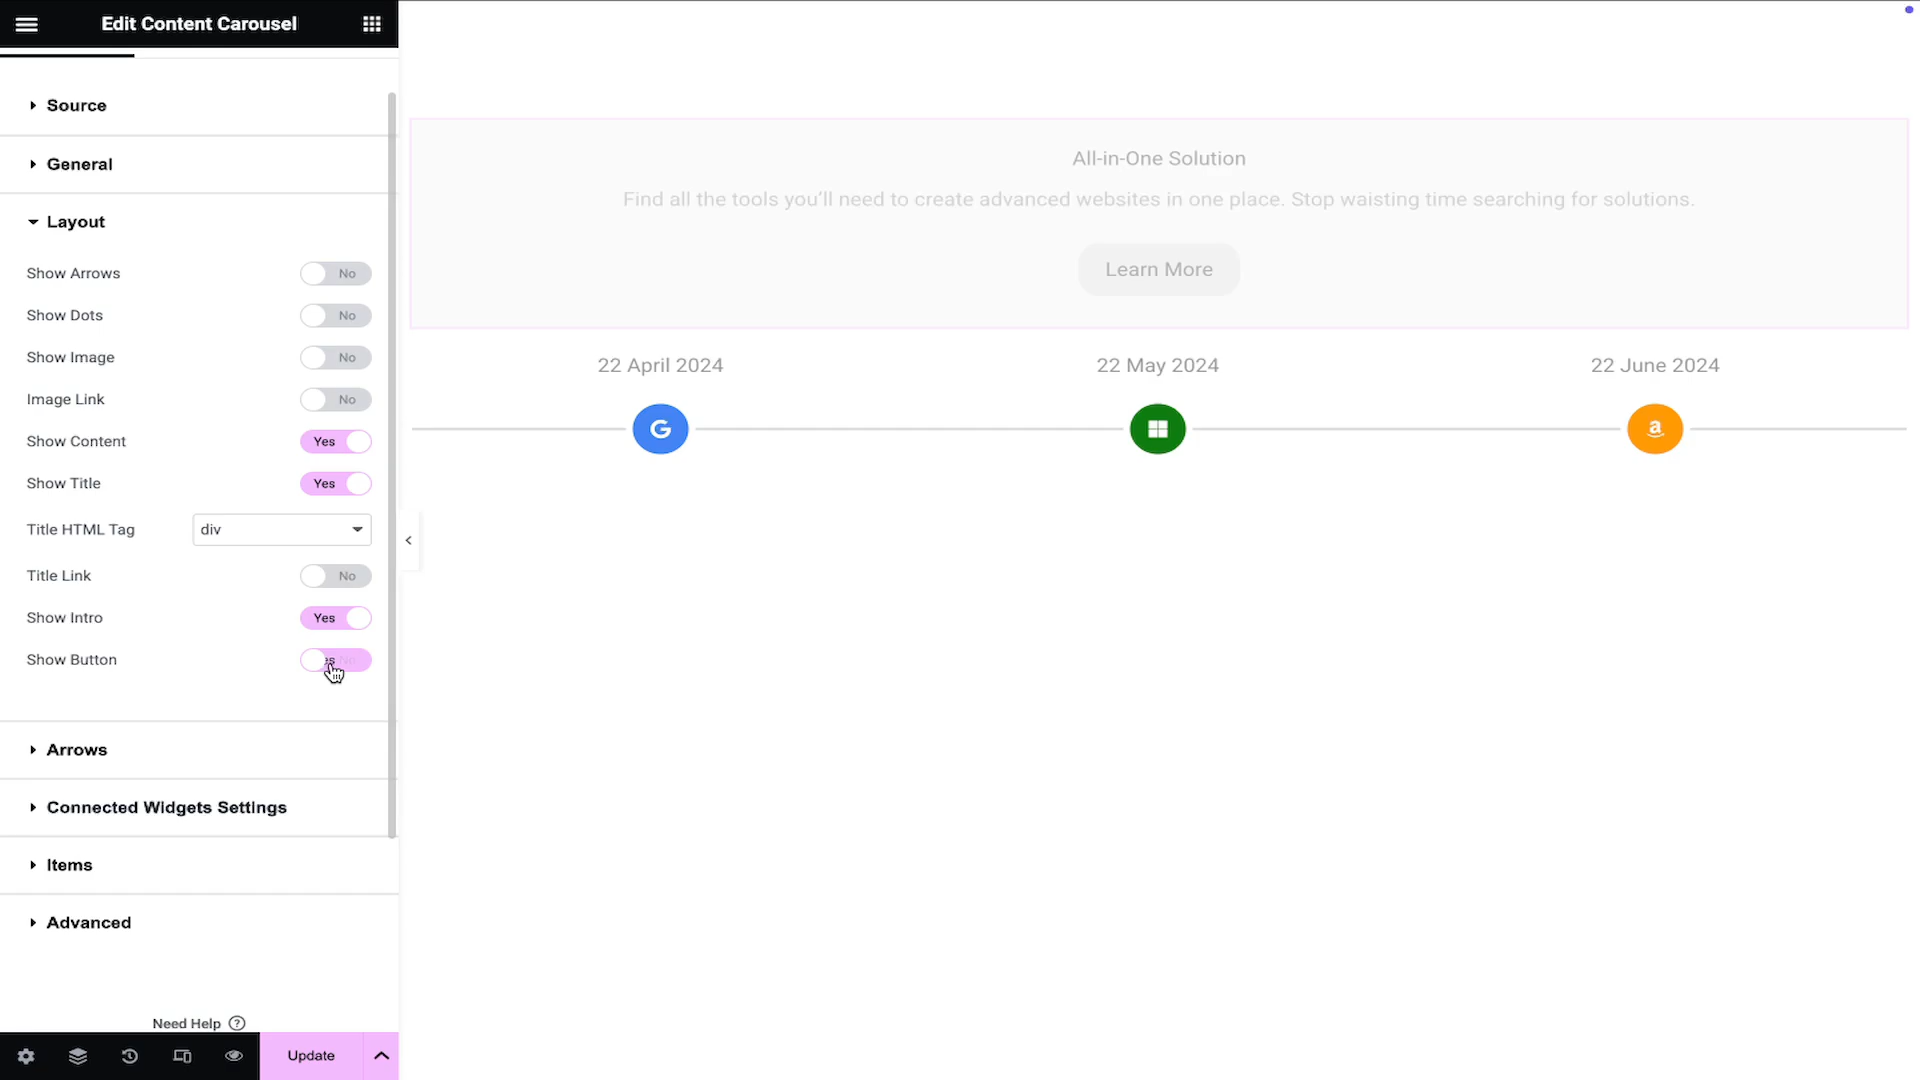 Edit Content Carousel
Source
General
Layout
Show Arrows No
Show Dots No
Show Image No
Image Link No
Show Content Yes
Show Title Yes
Title HTML Tag div
Title Link No
Show Intro Yes
Show Button
Arrows
Connected Widgets Settings
Items
Advanced
Need Help ?
Update
All-in-One Solution
Find all the tools you'll need to create advanced websites in one place. Stop waisting time searching for solutions.
Learn More
22 April 2024 22 May 2024 22 June 2024
G a